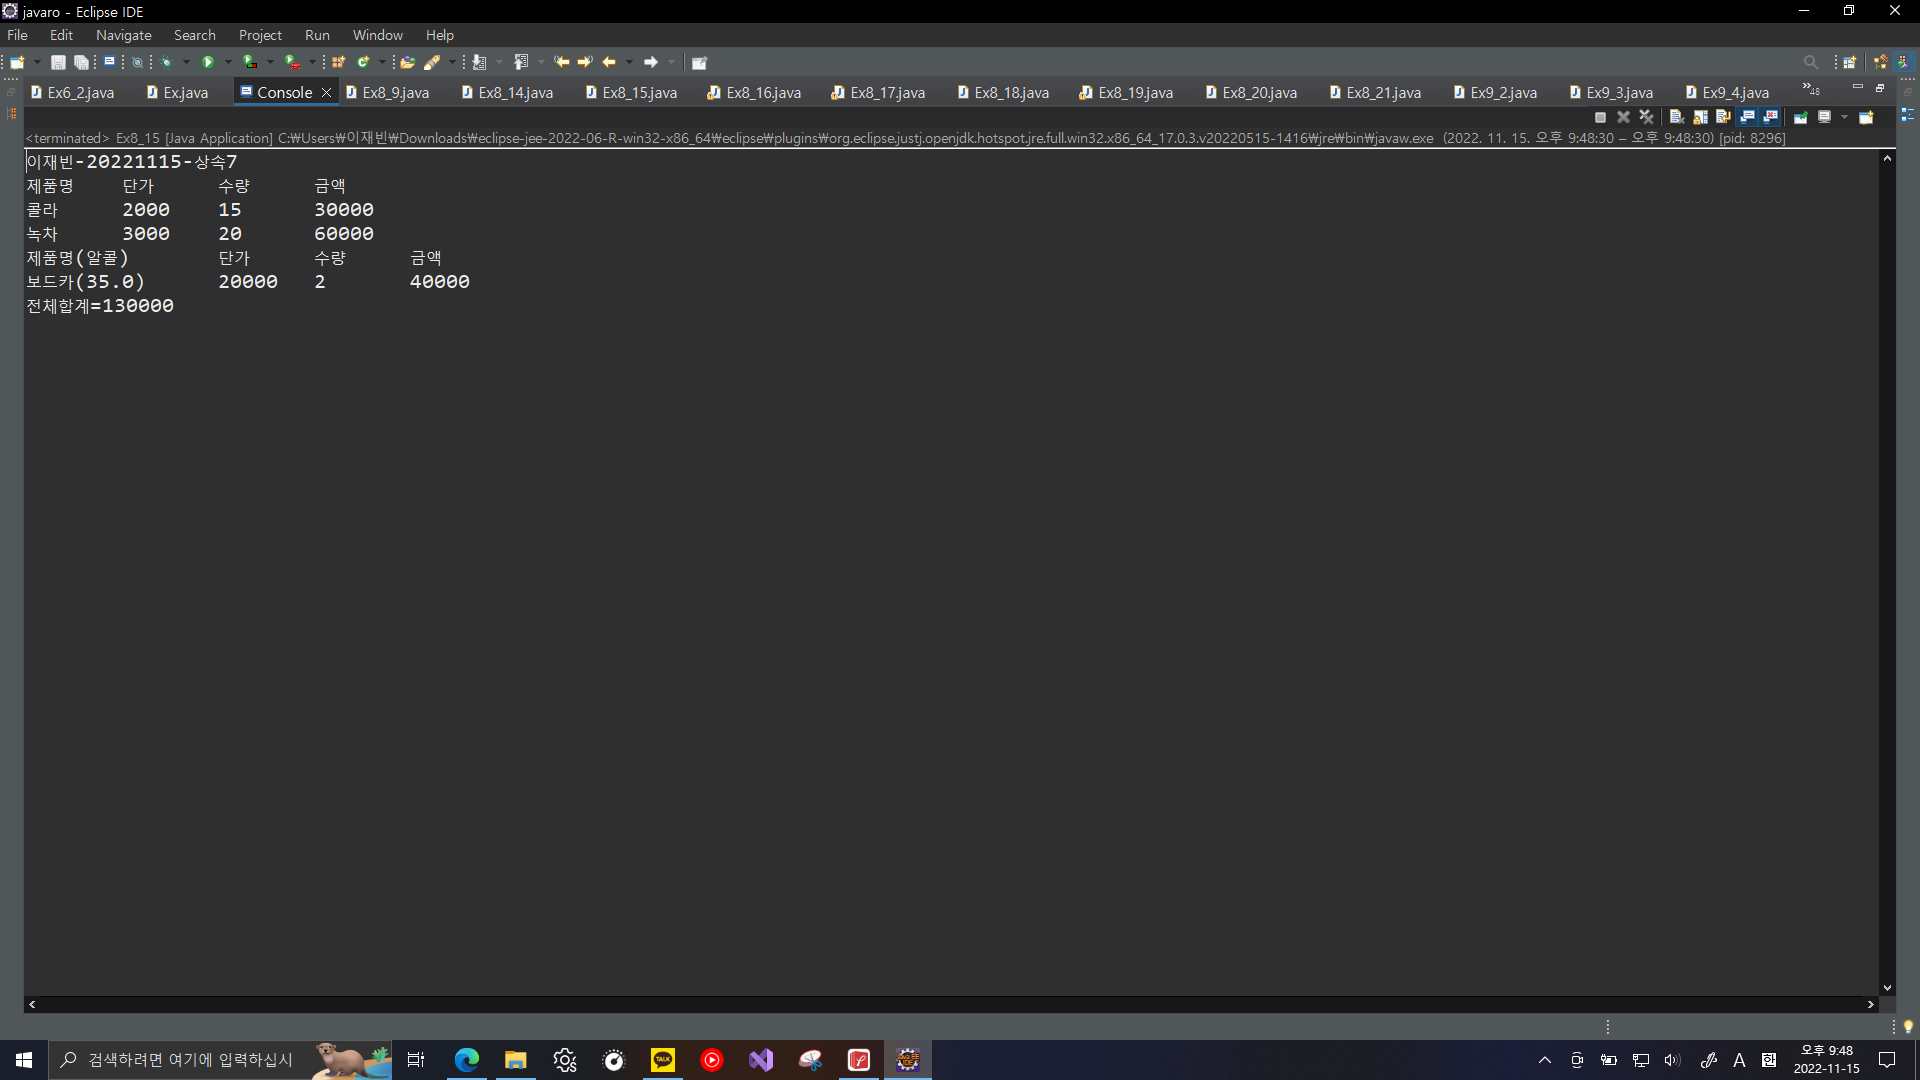 javaro - Eclipse IDE
File Edit Navigate Search Project Run Window Help
Ex6_2.java Ex.java Console Ex8_9.java Ex8_14.java Ex8_15.java Ex8_16.java Ex8_17.java Ex8_18.java Ex8_19.java Ex8_20.java Ex8_21.java Ex9_2.java Ex9_3.java Ex9_4.java »48
<terminated> Ex8_15 [Java Application] C:₩Users₩이재빈₩Downloads₩eclipse-jee-2022-06-R-win32-x86_64₩eclipse₩plugins₩org.eclipse.justj.openjdk.hotspot.jre.full.win32.x86_64_17.0.3.v20220515-1416₩jre₩bin₩javaw.exe (2022. 11. 15. 오후 9:48:30 – 오후 9:48:30) [pid: 8296]
이재빈-20221115-상속7
제품명 단가 수량 금액
콜라 2000 15 30000
녹차 3000 20 60000
제품명(알콜) 단가 수량 금액
보드카(35.0) 20000 2 40000
전체합계=130000
검색하려면 여기에 입력하십시
TALK
JAVA EE IDE
A
오후 9:48
2022-11-15